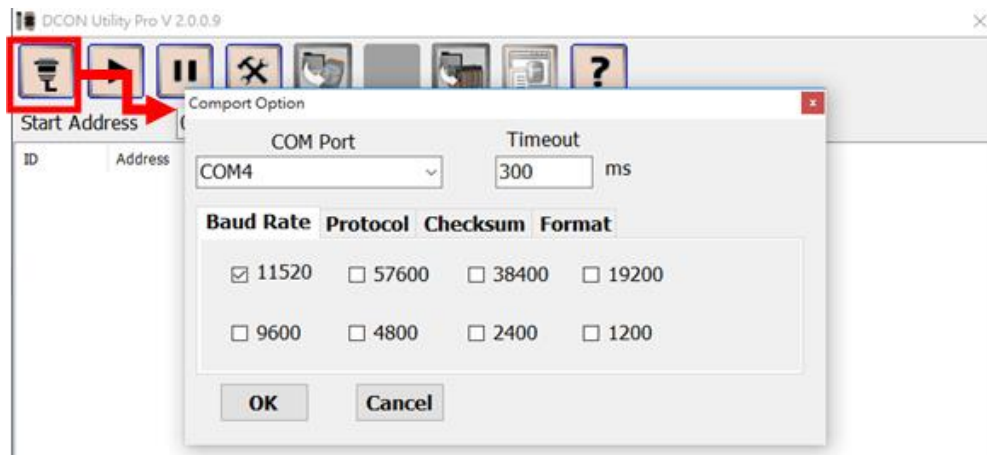 DCON Utility Pro V 2.0.0.9
?
Comport Option
Start Address
COM Port
Timeout
ID
Address
COM4
300
ms
Baud Rate
Protocol
Checksum
Format
11520
57600
38400
19200
9600
4800
2400
1200
OK
Cancel